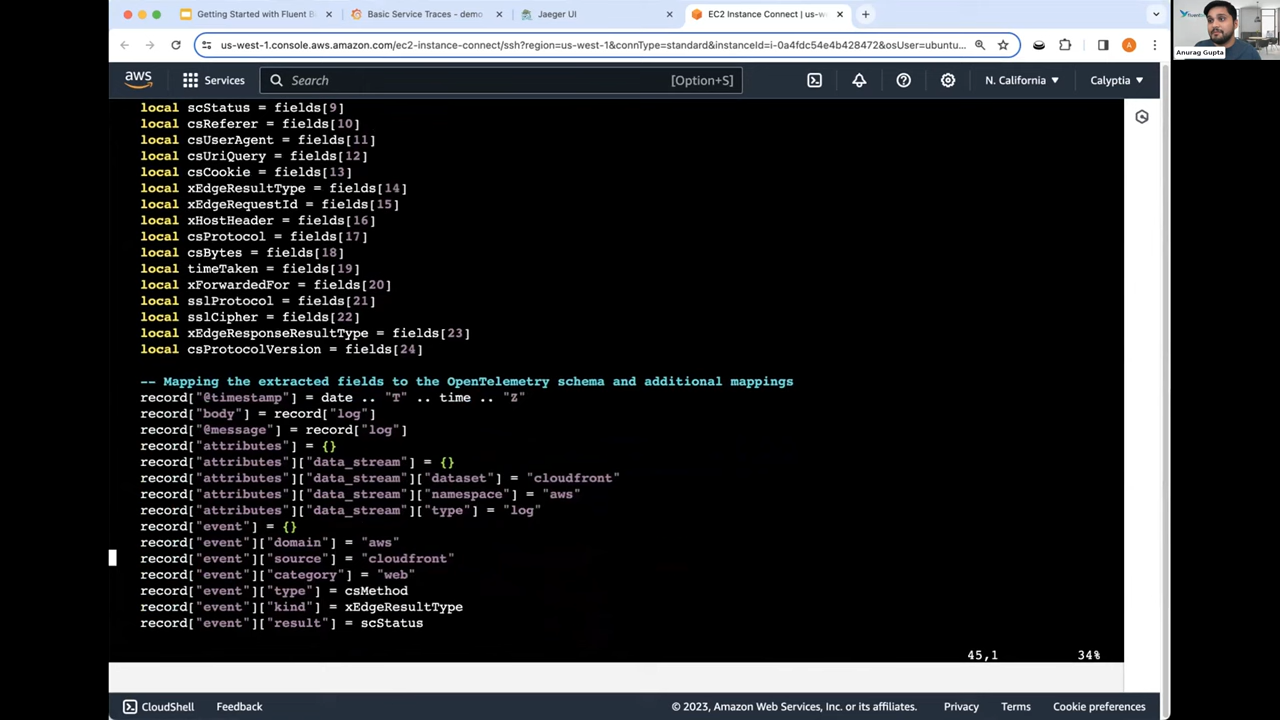 Getting Started with Fluent B
Basic Service Traces - demo
Jaeger UI
EC2 Instance Connect | us-w
us-west-1.console.aws.amazon.com/ec2-instance-connect/ssh?region=us-west-1&connType=standard&instanceId=i-0a4fdc54e4b428472&osUser=ubuntu...
A
Anurag Gupta
aws
Services
Search
[Option+S]
N. California
Calyptia
local scStatus = fields[9]
local csReferer = fields[10]
local csUserAgent = fields[11]
local csUriQuery = fields[12]
local csCookie = fields[13]
local xEdgeResultType = fields[14]
local xEdgeRequestId = fields[15]
local xHostHeader = fields[16]
local csProtocol = fields[17]
local csBytes = fields[18]
local timeTaken = fields[19]
local xForwardedFor = fields[20]
local sslProtocol = fields[21]
local sslCipher = fields[22]
local xEdgeResponseResultType = fields[23]
local csProtocolVersion = fields[24]
-- Mapping the extracted fields to the OpenTelemetry schema and additional mappings
record["@timestamp"] = date .. "T" .. time .. "Z"
record["body"] = record["log"]
record["@message"] = record["log"]
record["attributes"] = {}
record["attributes"]["data_stream"] = {}
record["attributes"]["data_stream"]["dataset"] = "cloudfront"
record["attributes"]["data_stream"]["namespace"] = "aws"
record["attributes"]["data_stream"]["type"] = "log"
record["event"] = {}
record["event"]["domain"] = "aws"
record["event"]["source"] = "cloudfront"
record["event"]["category"] = "web"
record["event"]["type"] = csMethod
record["event"]["kind"] = xEdgeResultType
record["event"]["result"] = scStatus
45,1 34%
CloudShell
Feedback
© 2023, Amazon Web Services, Inc. or its affiliates.
Privacy
Terms
Cookie preferences